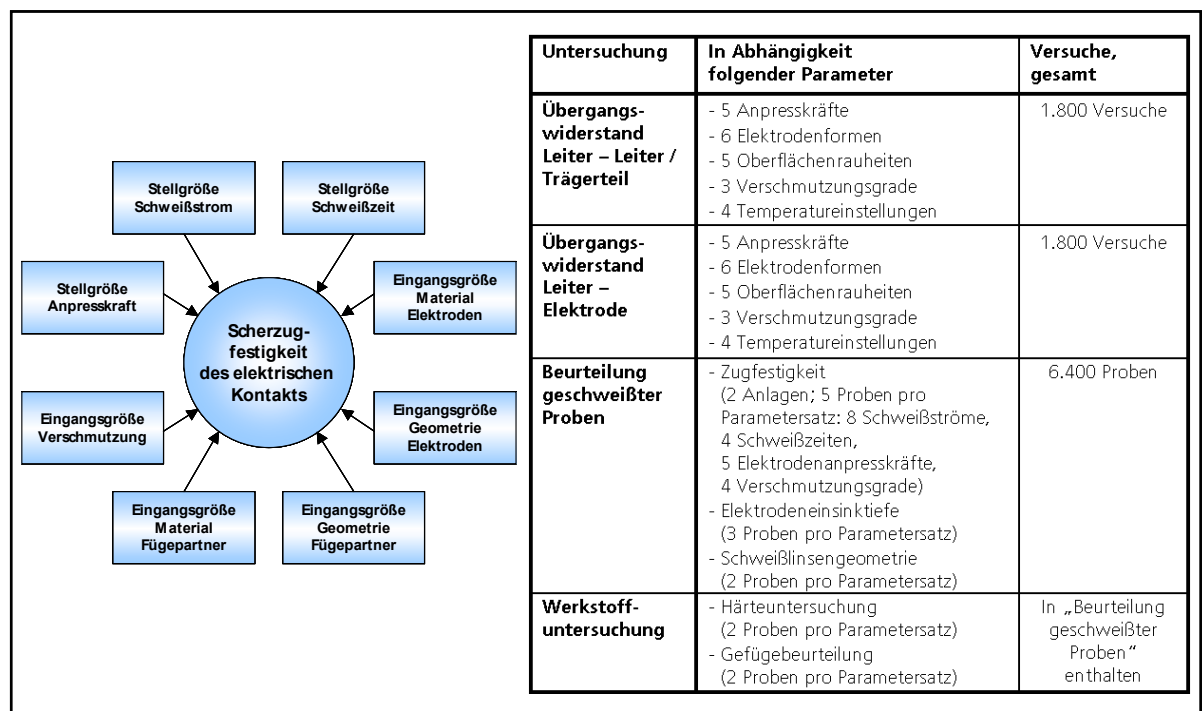 Stellgröße
Schweißstrom
Stellgröße
Schweißzeit
Stellgröße
Anpresskraft
Eingangsgröße
Material
Elektroden
Scherzug-
festigkeit
des elektrischen
Kontakts
Eingangsgröße
Verschmutzung
Eingangsgröße
Geometrie
Elektroden
Eingangsgröße
Material
Fügepartner
Eingangsgröße
Geometrie
Fügepartner
Untersuchung
In Abhängigkeit
folgender Parameter
Versuche,
gesamt
Übergangs-
widerstand
Leiter – Leiter /
Trägerteil
- 5 Anpresskräfte
- 6 Elektrodenformen
- 5 Oberflächenrauheiten
- 3 Verschmutzungsgrade
- 4 Temperatureinstellungen
1.800 Versuche
Übergangs-
widerstand
Leiter –
Elektrode
- 5 Anpresskräfte
- 6 Elektrodenformen
- 5 Oberflächenrauheiten
- 3 Verschmutzungsgrade
- 4 Temperatureinstellungen
1.800 Versuche
Beurteilung
geschweißter
Proben
- Zugfestigkeit
(2 Anlagen; 5 Proben pro
Parametersatz: 8 Schweißströme,
4 Schweißzeiten,
5 Elektrodenanpresskräfte,
4 Verschmutzungsgrade)
- Elektrodeneinsinktiefe
(3 Proben pro Parametersatz)
- Schweißlinsengeometrie
(2 Proben pro Parametersatz)
6.400 Proben
Werkstoff-
untersuchung
- Härteuntersuchung
(2 Proben pro Parametersatz)
- Gefügebeurteilung
(2 Proben pro Parametersatz)
In „Beurteilung
geschweißter
Proben“
enthalten